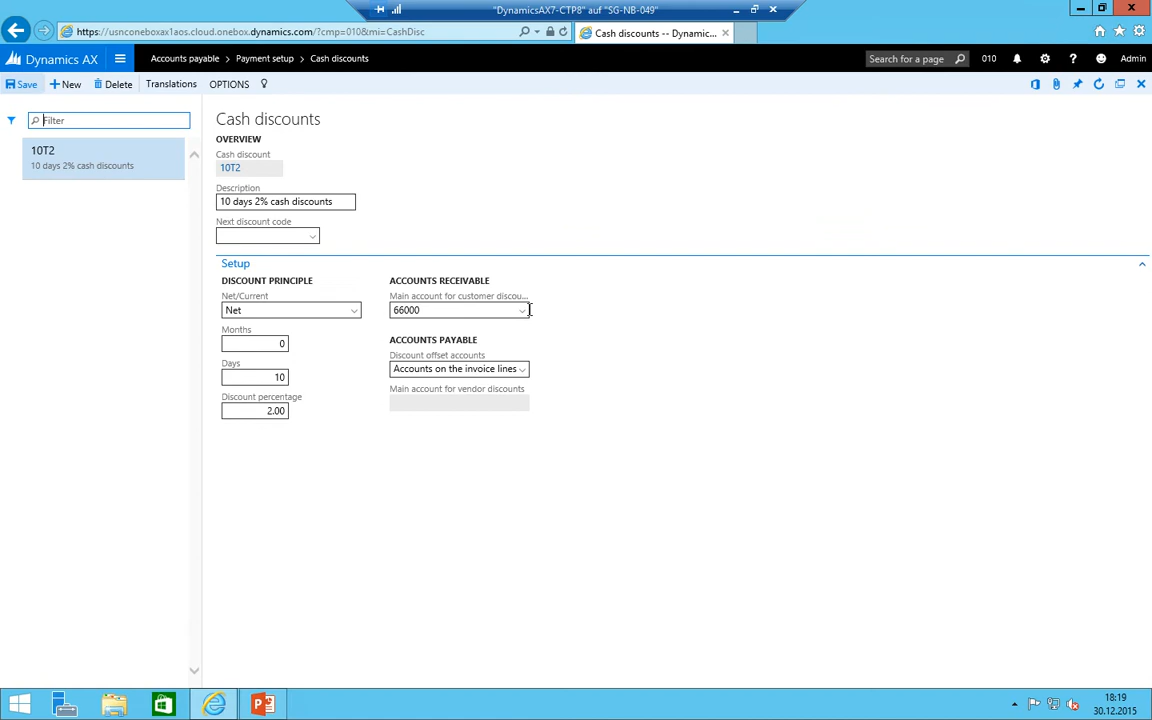 "DynamicsAX7-CTP8" auf "SG-NB-049"
https://usnconeboxax1aos.cloud.onebox.dynamics.com/?cmp=010&mi=CashDisc
Cash discounts -- Dynamic...
Dynamics AX
Accounts payable > Payment setup > Cash discounts
Search for a page
010
Admin
Save
+ New
Delete
Translations
OPTIONS
Filter
10T2
10 days 2% cash discounts
Cash discounts
OVERVIEW
Cash discount
10T2
Description
10 days 2% cash discounts
Next discount code
Setup
DISCOUNT PRINCIPLE
Net/Current
Net
Months
0
Days
10
Discount percentage
2.00
ACCOUNTS RECEIVABLE
Main account for customer discou...
66000
ACCOUNTS PAYABLE
Discount offset accounts
Accounts on the invoice lines
Main account for vendor discounts
18:19
30.12.2015